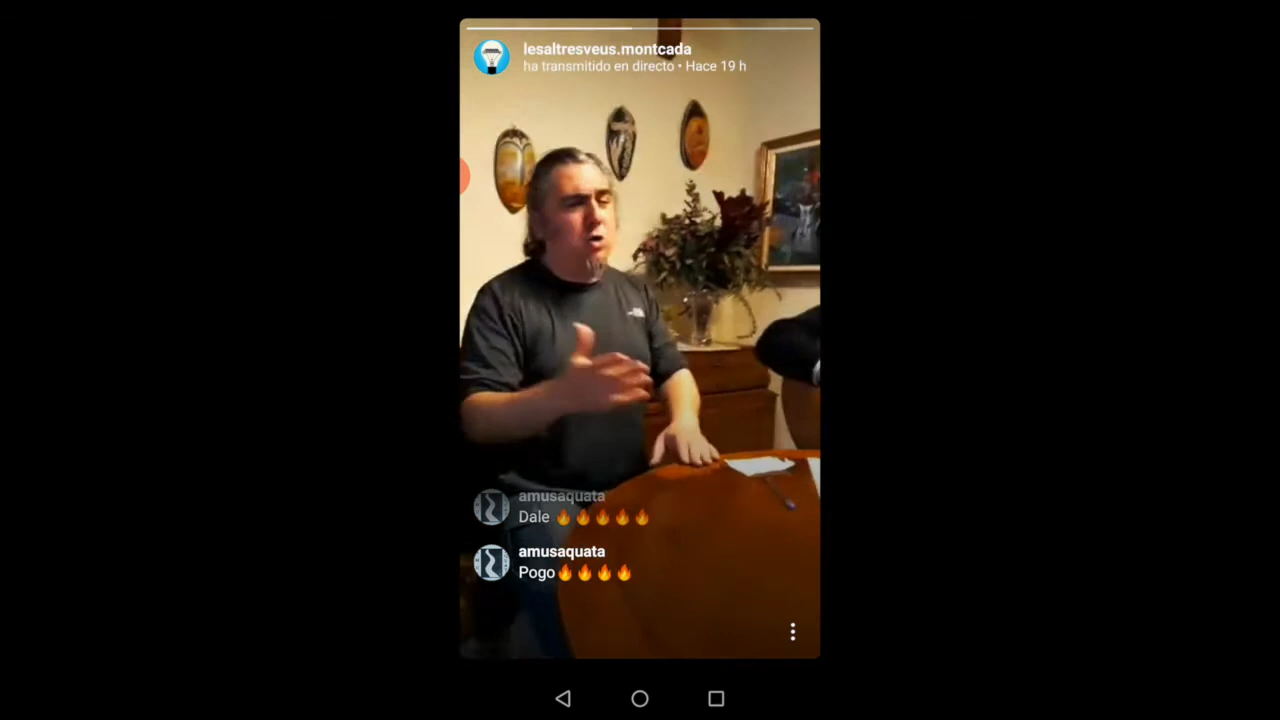 lesaltresveus.montcada
ha transmitido en directo • Hace 19 h
amusaquata
Dale 🔥🔥🔥🔥🔥
amusaquata
Pogo🔥🔥🔥🔥